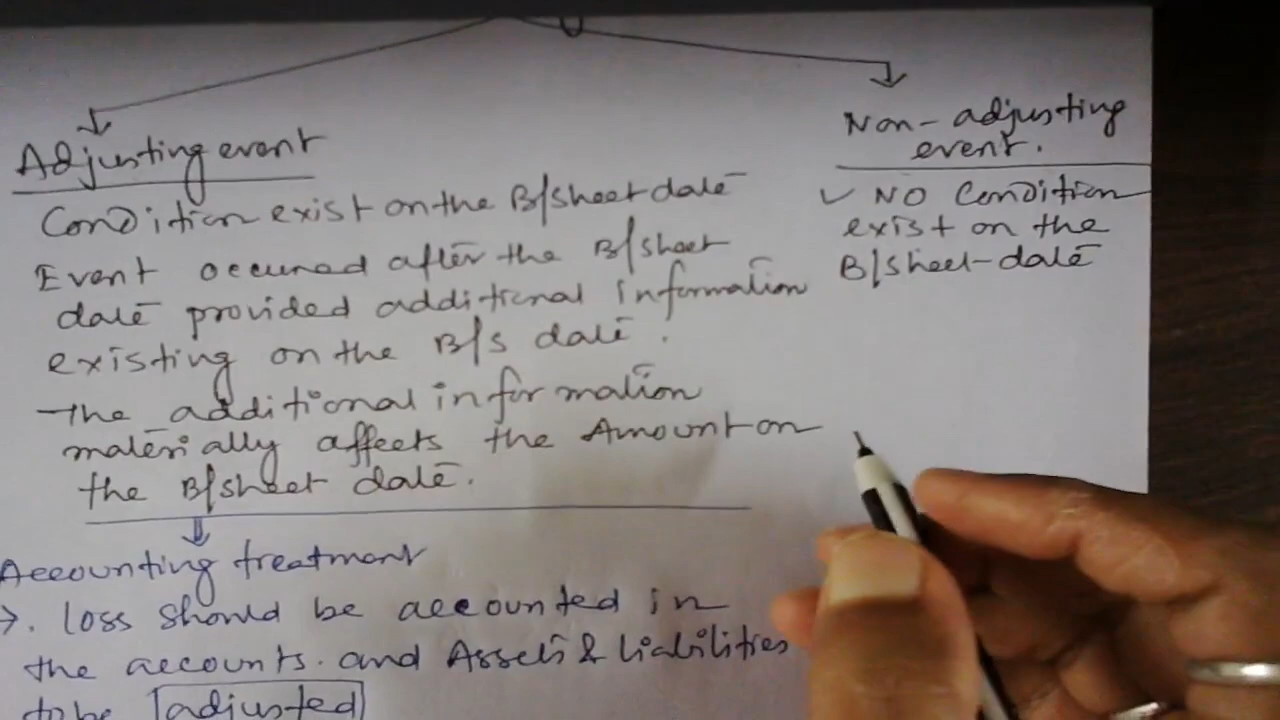 Adjusting event
Condition exist on the B/sheet date
Event occured after the B/sheet
date provided additional information
existing on the B/s date.
The additional information
materially affects the Amount on
the B/sheet date.
Accounting treatment
→. loss should be accounted in
the accounts. and Assets & liabilities
to be adjusted
Non-adjusting
event.
✓ NO Condition
exist on the
B/sheet-date